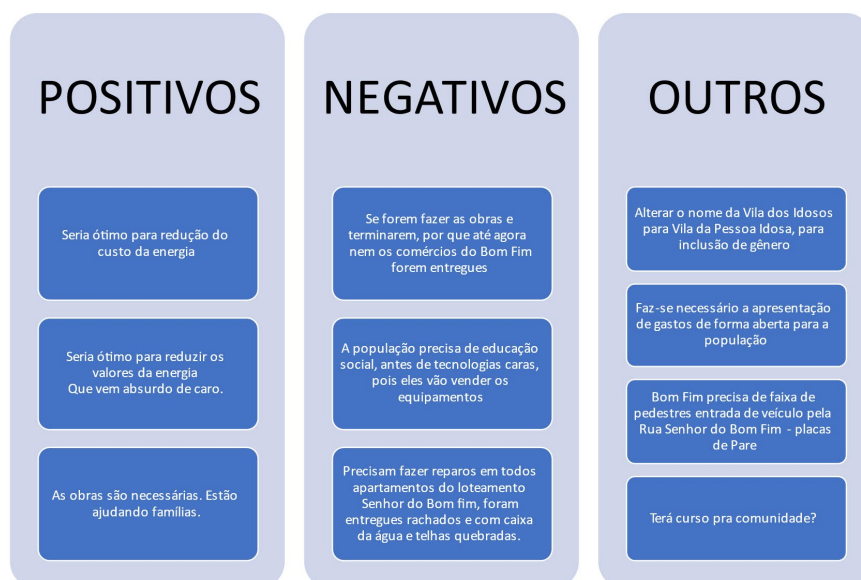 POSITIVOS
Seria ótimo para redução do
custo da energia
Seria ótimo para reduzir os
valores da energia
Que vem absurdo de caro.
As obras são necessárias. Estão
ajudando famílias.
NEGATIVOS
Se forem fazer as obras e
terminarem, por que até agora
nem os comércios do Bom Fim
forem entregues
A população precisa de educação
social, antes de tecnologias caras,
pois eles vão vender os
equipamentos
Precisam fazer reparos em todos
apartamentos do loteamento
Senhor do Bom fim, foram
entregues rachados e com caixa
da água e telhas quebradas.
OUTROS
Alterar o nome da Vila dos Idosos
para Vila da Pessoa Idosa, para
inclusão de gênero
Faz-se necessário a apresentação
de gastos de forma aberta para a
população
Bom Fim precisa de faixa de
pedestres entrada de veículo pela
Rua Senhor do Bom Fim - placas
de Pare
Terá curso pra comunidade?